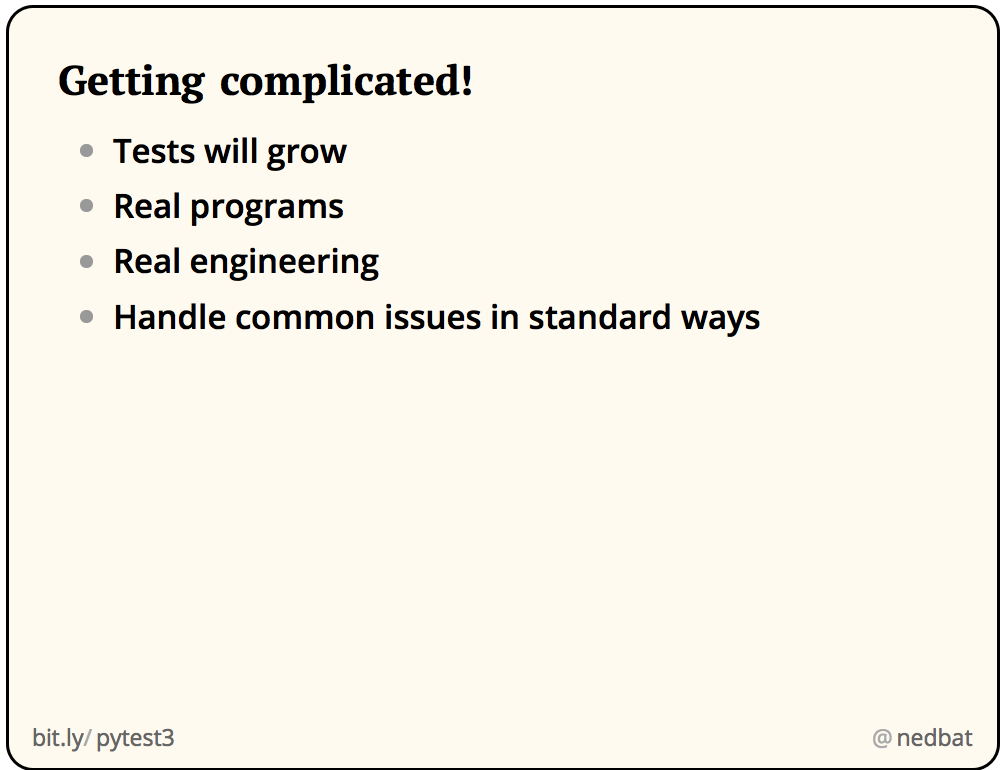 Getting complicated!
Tests will grow
Real programs
Real engineering
Handle common issues in standard ways
bit.ly/pytest3
@nedbat